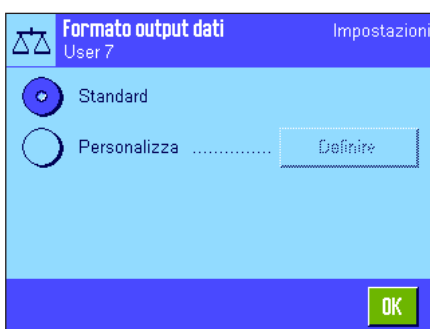 Formato output dati Impostazioni
User 7
Standard
Personalizza ............... Definire
OK